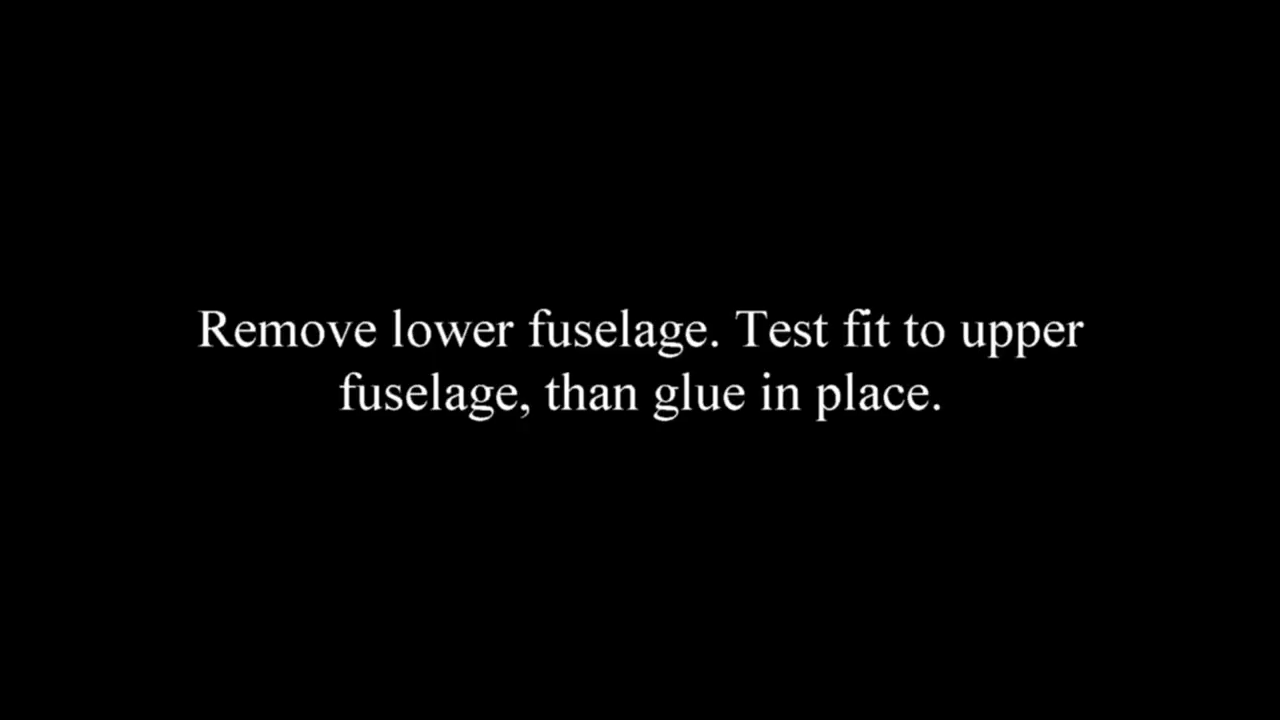 Remove lower fuselage. Test fit to upper
fuselage, than glue in place.